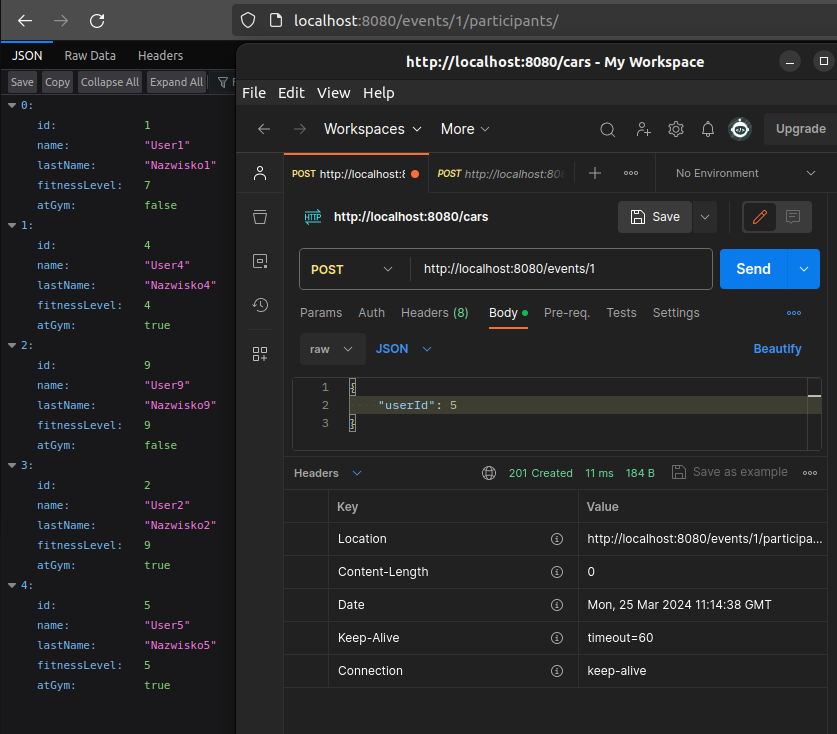 localhost:8080/events/1/participants/
JSON Raw Data Headers
Save Copy Collapse All Expand All
0:
id: 1
name: "User1"
lastName: "Nazwisko1"
fitnessLevel: 7
atGym: false
1:
id: 4
name: "User4"
lastName: "Nazwisko4"
fitnessLevel: 4
atGym: true
2:
id: 9
name: "User9"
lastName: "Nazwisko9"
fitnessLevel: 9
atGym: false
3:
id: 2
name: "User2"
lastName: "Nazwisko2"
fitnessLevel: 9
atGym: true
4:
id: 5
name: "User5"
lastName: "Nazwisko5"
fitnessLevel: 5
atGym: true
http://localhost:8080/cars - My Workspace
File Edit View Help
Workspaces More Upgrade
POST http://localhost:8 POST http://localhost:80 No Environment
HTTP http://localhost:8080/cars Save
POST http://localhost:8080/events/1 Send
Params Auth Headers (8) Body Pre-req. Tests Settings
raw JSON Beautify
1 {
2 "userId": 5
3 }
Headers 201 Created 11 ms 184 B Save as example
Key Value
Location http://localhost:8080/events/1/participa...
Content-Length 0
Date Mon, 25 Mar 2024 11:14:38 GMT
Keep-Alive timeout=60
Connection keep-alive